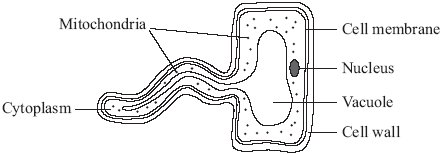 Mitochondria
Cell membrane
Nucleus
Cytoplasm
Vacuole
Cell wall